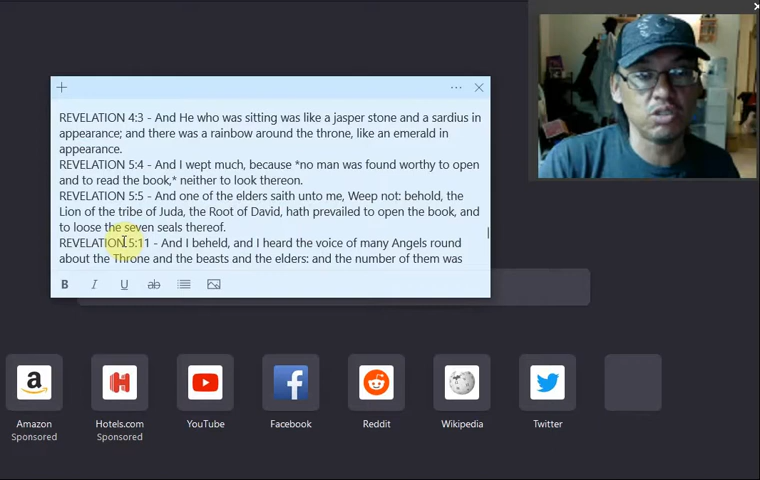 REVELATION 4:3 - And He who was sitting was like a jasper stone and a sardius in
appearance; and there was a rainbow around the throne, like an emerald in
appearance.
REVELATION 5:4 - And I wept much, because *no man was found worthy to open
and to read the book,* neither to look thereon.
REVELATION 5:5 - And one of the elders saith unto me, Weep not: behold, the
Lion of the tribe of Juda, the Root of David, hath prevailed to open the book, and
to loose the seven seals thereof.
REVELATION 5:11 - And I beheld, and I heard the voice of many Angels round
about the Throne and the beasts and the elders: and the number of them was
B I U ab
Amazon
Sponsored
Hotels.com
Sponsored
YouTube
Facebook
Reddit
Wikipedia
Twitter